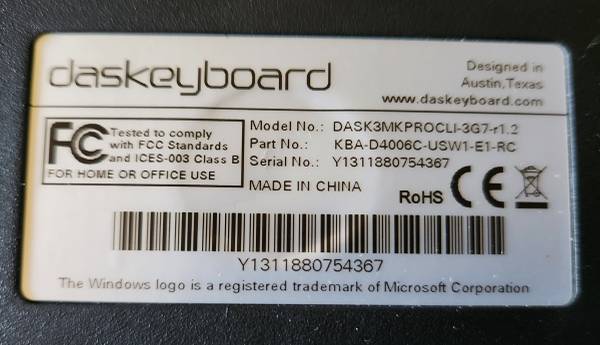 daskeyboard
Designed in
Austin,Texas
www.daskeyboard.com
FC
Tested to comply
with FCC Standards
and ICES-003 Class B
FOR HOME OR OFFICE USE
Model No.: DASK3MKPROCLI-3G7-r1.2
Part No.: KBA-D4006C-USW1-E1-RC
Serial No.: Y1311880754367
MADE IN CHINA
RoHS CE
Y1311880754367
The Windows logo is a registered trademark of Microsoft Corporation